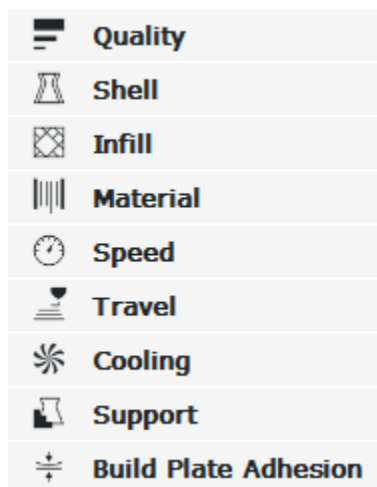 Quality
Shell
Infill
Material
Speed
Travel
Cooling
Support
Build Plate Adhesion